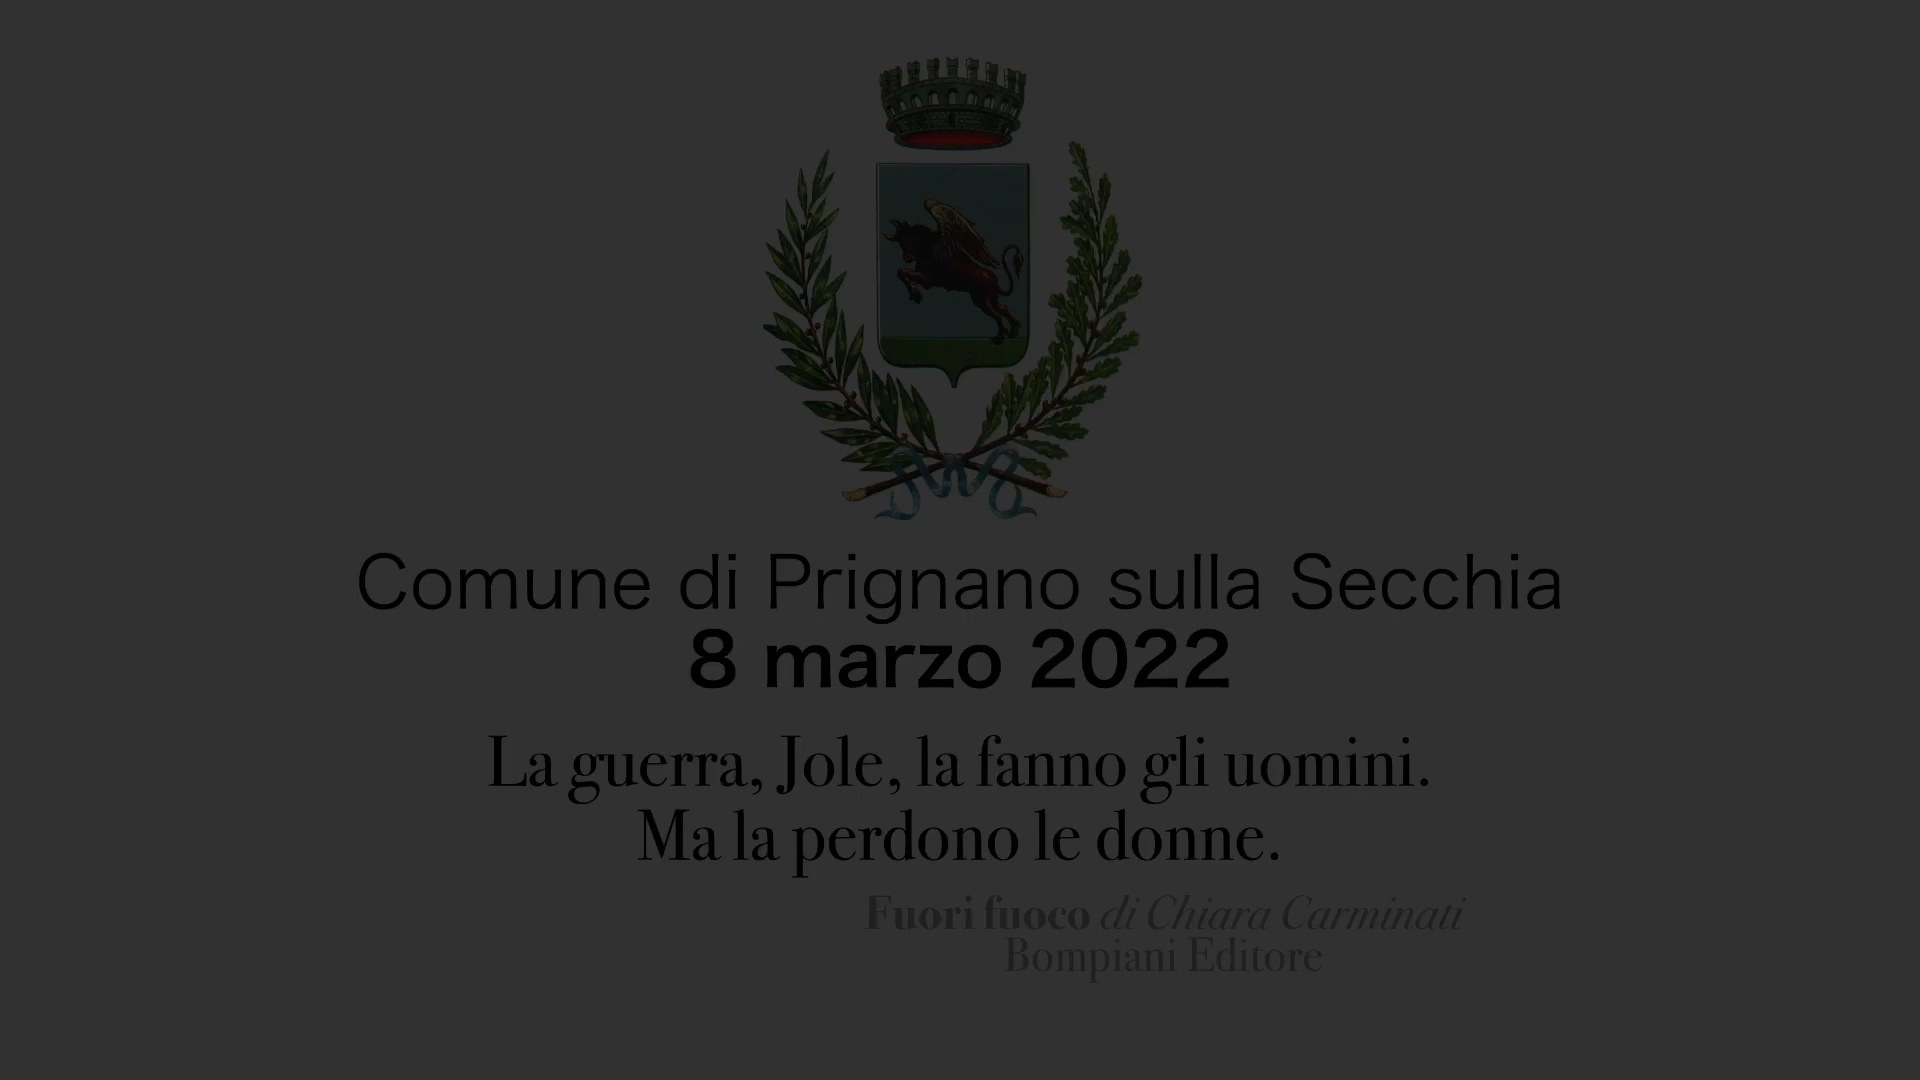 Comune di Prignano sulla Secchia
8 marzo 2022
La guerra, Jole, la fanno gli uomini.
Ma la perdono le donne.
Fuori fuoco di Chiara Carminati
Bompiani Editore